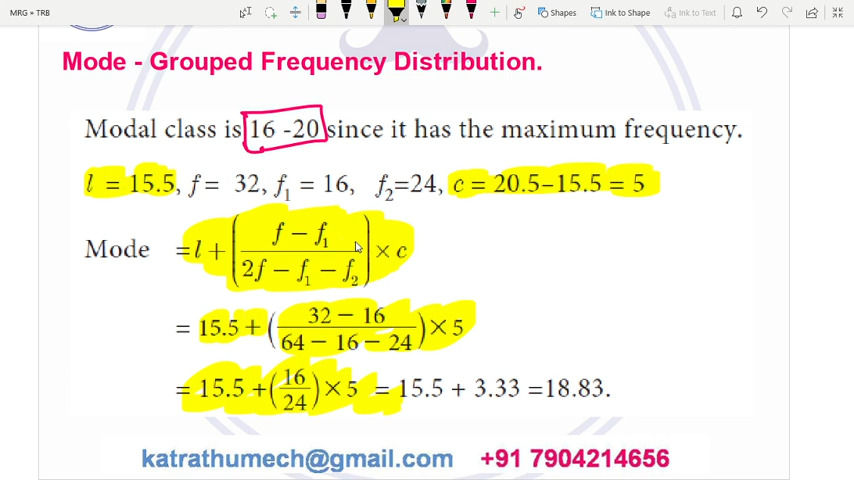 MRG » TRB
Shapes Ink to Shape Ink to Text
Mode - Grouped Frequency Distribution.
Modal class is 16 -20 since it has the maximum frequency.
l = 15.5, f = 32, f₁ = 16, f₂=24, c = 20.5–15.5 = 5
Mode = l + ( (f − f₁) / (2f − f₁ − f₂) ) × c
= 15.5 + ( (32 − 16) / (64 − 16 − 24) ) × 5
= 15.5 + (16/24) × 5 = 15.5 + 3.33 =18.83.
katrathumech@gmail.com +91 7904214656